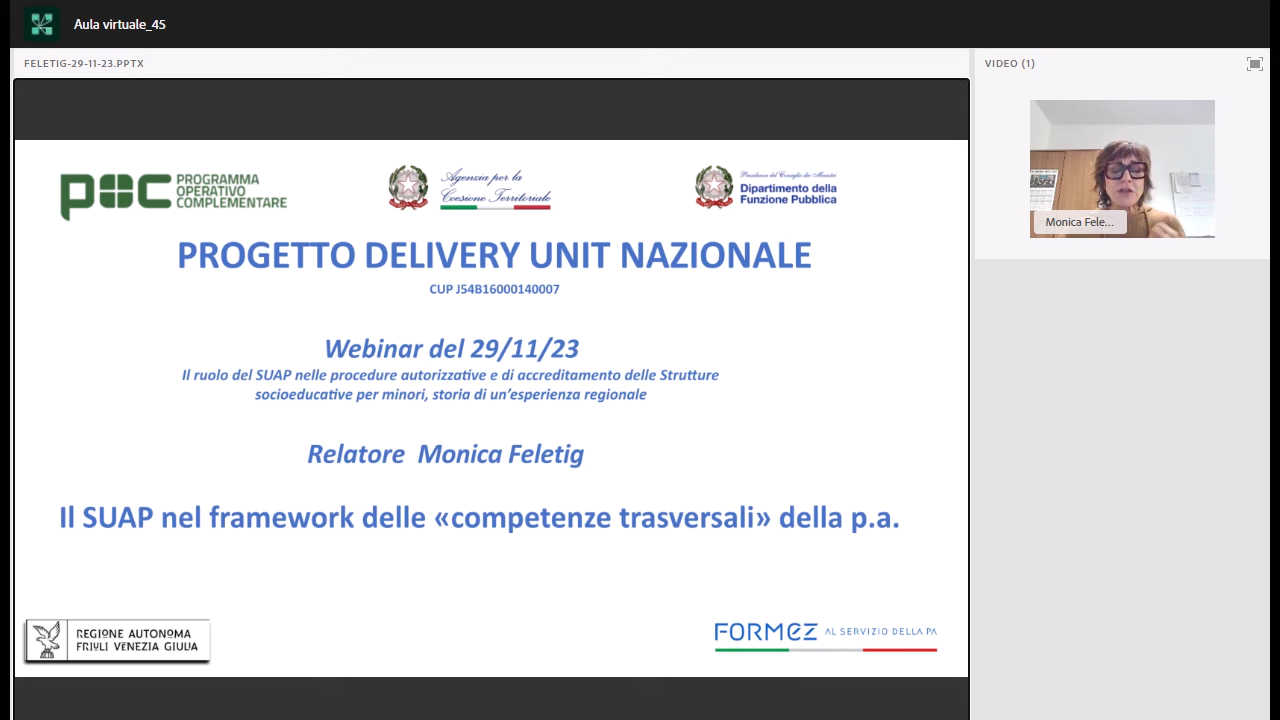 Aula virtuale_45
FELETIG-29-11-23.PPTX
VIDEO (1)
POC PROGRAMMA
OPERATIVO
COMPLEMENTARE
Agenzia per la
Coesione Territoriale
Presidenza del Consiglio dei Ministri
Dipartimento della
Funzione Pubblica
PROGETTO DELIVERY UNIT NAZIONALE
CUP J54B16000140007
Webinar del 29/11/23
Il ruolo del SUAP nelle procedure autorizzative e di accreditamento delle Strutture
socioeducative per minori, storia di un'esperienza regionale
Relatore Monica Feletig
Il SUAP nel framework delle «competenze trasversali» della p.a.
REGIONE AUTONOMA
FRIULI VENEZIA GIULIA
FORMEZ AL SERVIZIO DELLA PA
Monica Fele...